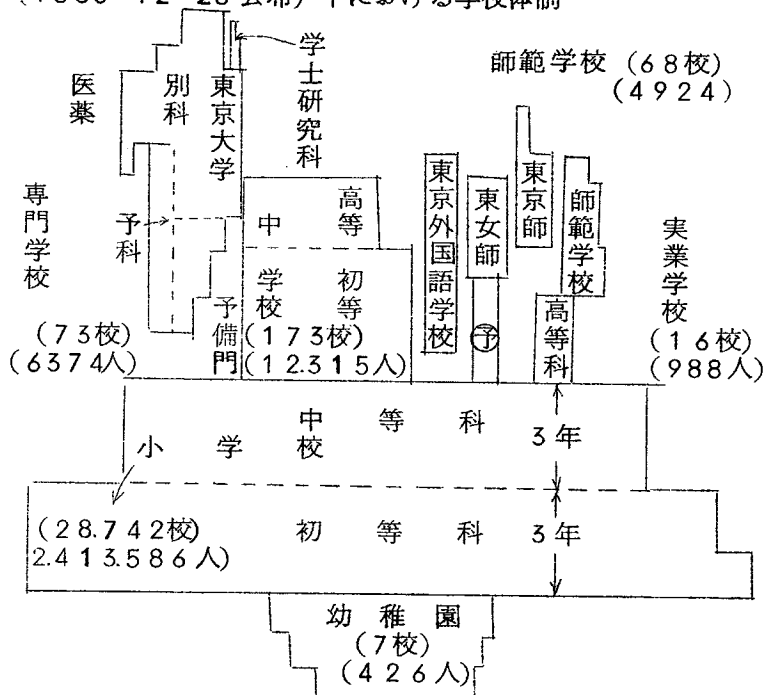 下における学校体制
学士研究科
師範学校(68校)
(4924)
医薬
別科
東京大学
専門学校
予科
中学校
高等
初等
東京外国語学校
東女師
東京師
師範学校
実業学校
予備門
予
高等科
(73校)
(6374人)
(173校)
(12.315人)
(16校)
(988人)
中等科
3年
小学校
(28.742校)
2.413.586人)
初等科
3年
幼稚園
(7校)
(426人)